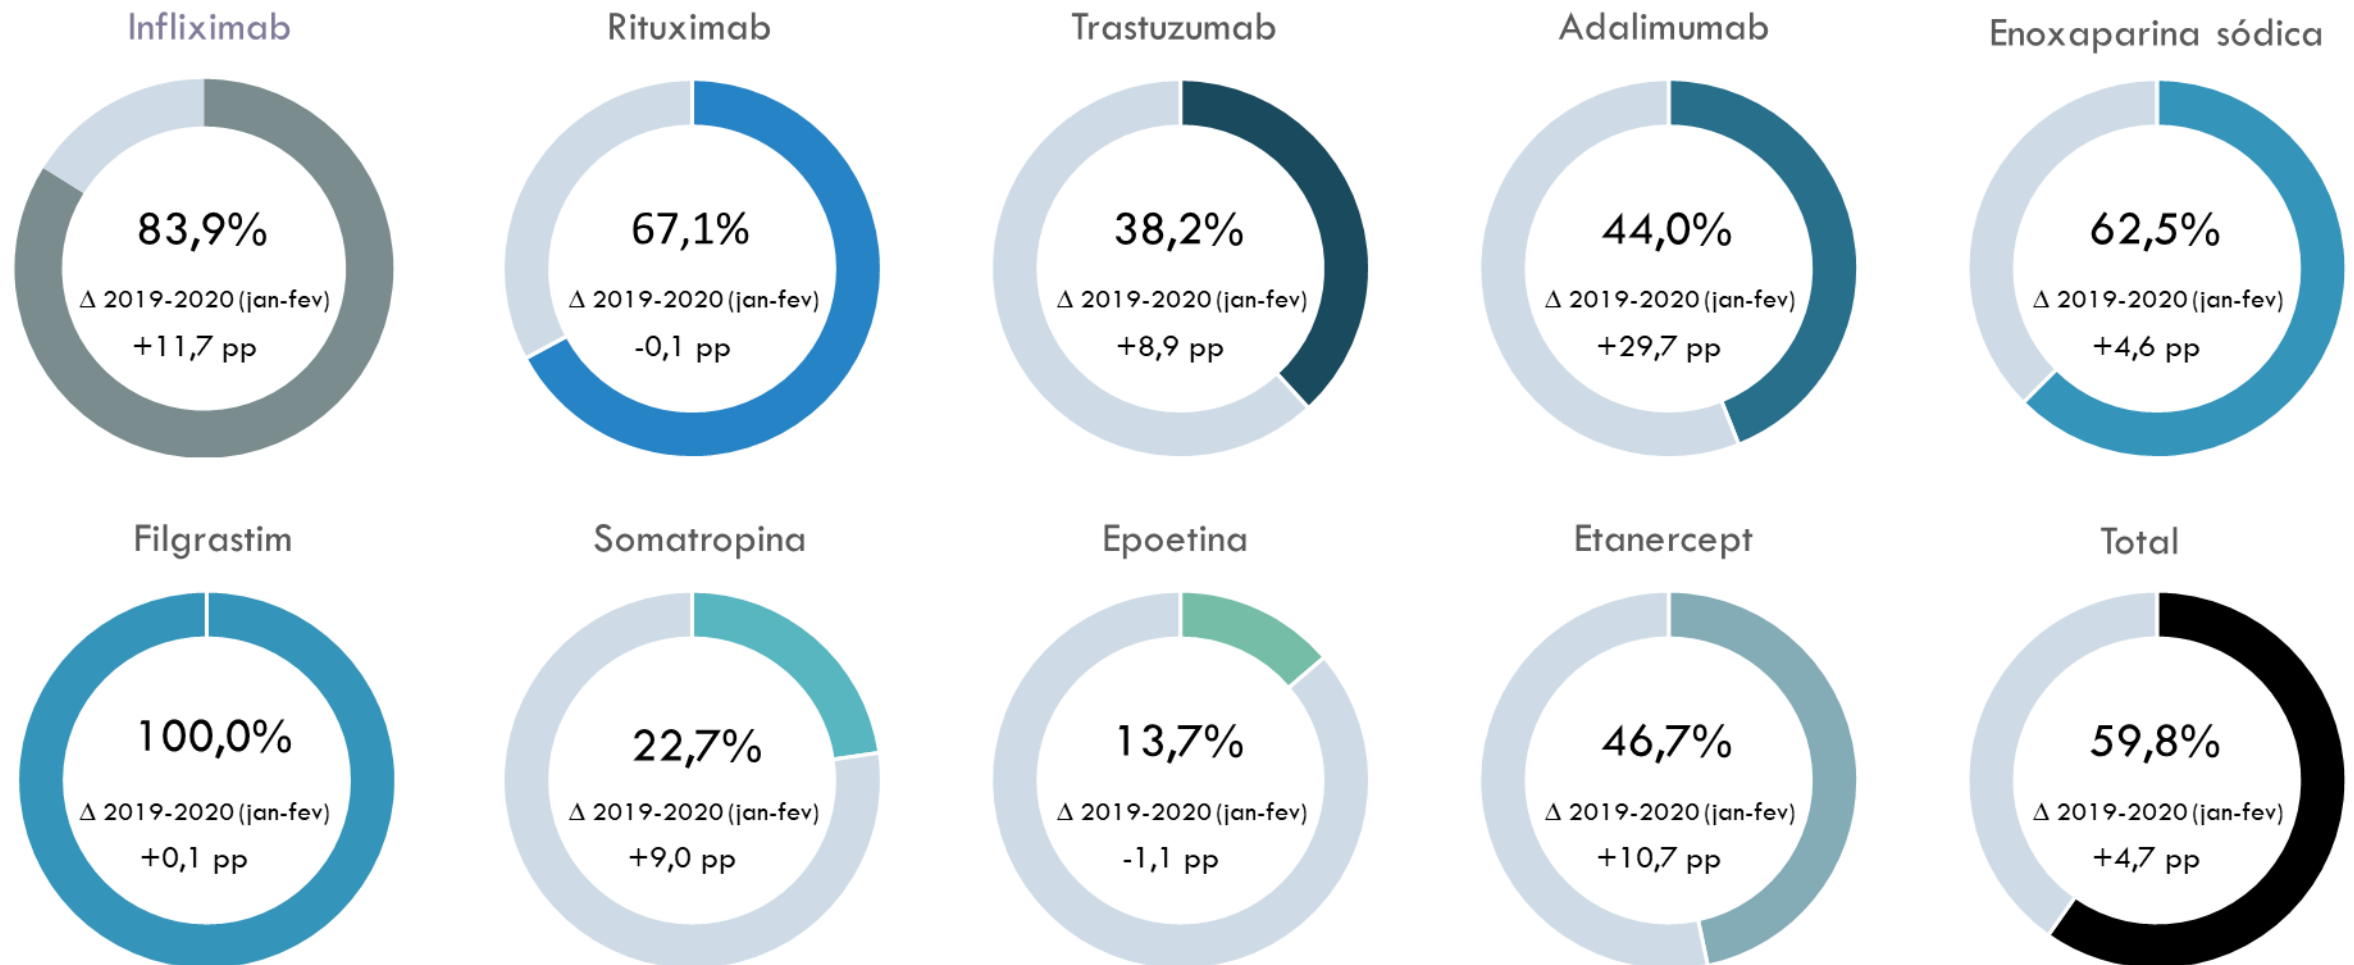 Infliximab
83,9%
Δ 2019-2020 (jan-fev)
+11,7 pp
Rituximab
67,1%
Δ 2019-2020 (jan-fev)
-0,1 pp
Trastuzumab
38,2%
Δ 2019-2020 (jan-fev)
+8,9 pp
Adalimumab
44,0%
Δ 2019-2020 (jan-fev)
+29,7 pp
Enoxaparina sódica
62,5%
Δ 2019-2020 (jan-fev)
+4,6 pp
Filgrastim
100,0%
Δ 2019-2020 (jan-fev)
+0,1 pp
Somatropina
22,7%
Δ 2019-2020 (jan-fev)
+9,0 pp
Epoetina
13,7%
Δ 2019-2020 (jan-fev)
-1,1 pp
Etanercept
46,7%
Δ 2019-2020 (jan-fev)
+10,7 pp
Total
59,8%
Δ 2019-2020 (jan-fev)
+4,7 pp